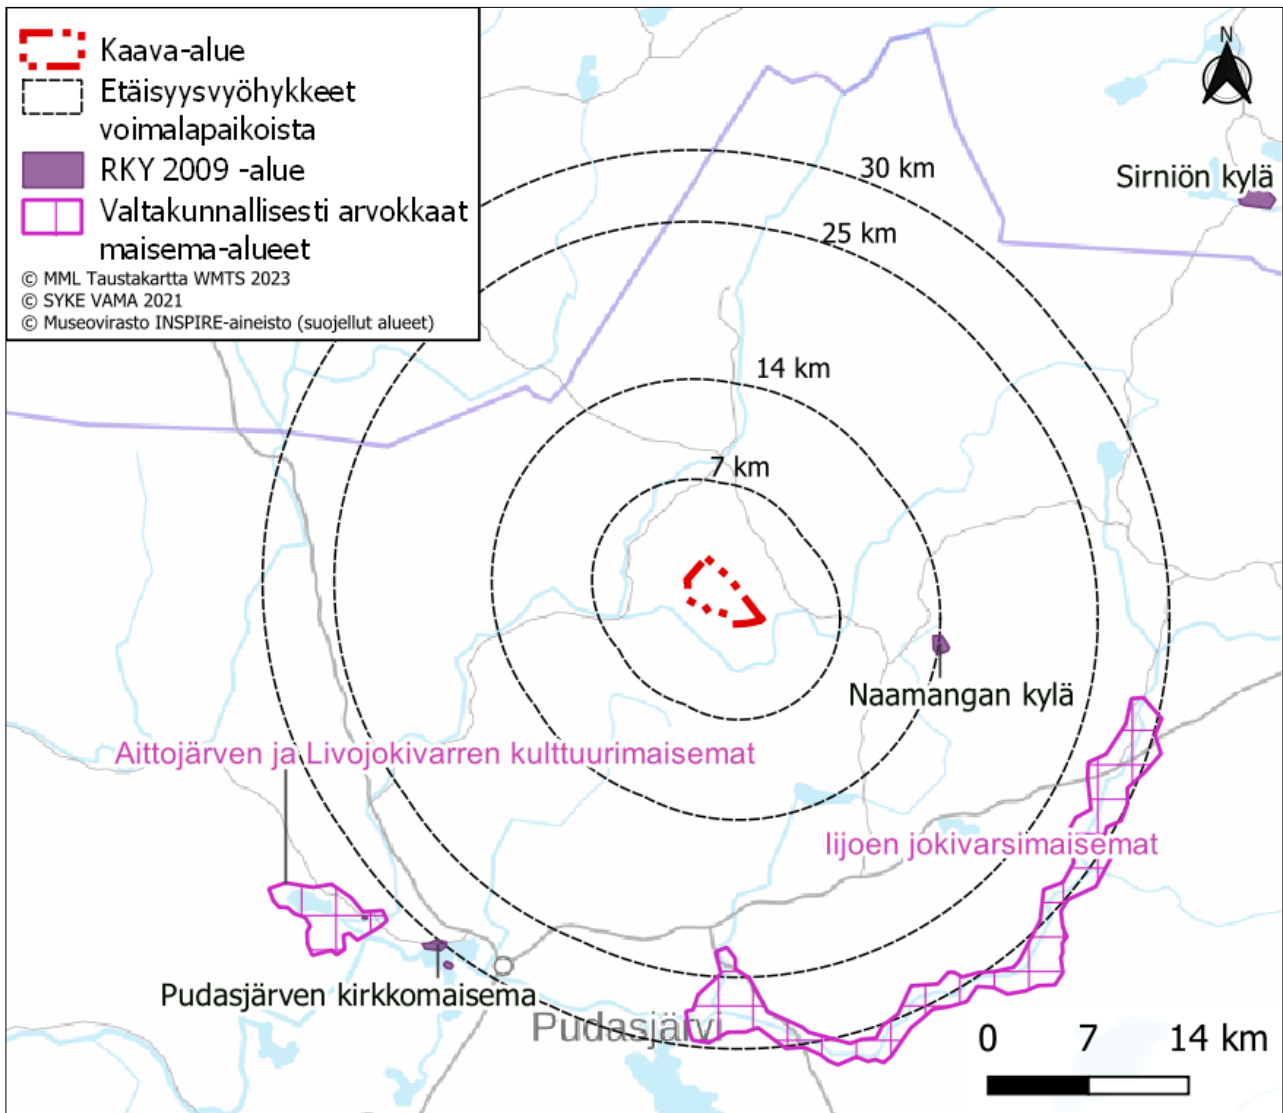 Kaava-alue
Etäisyysvyöhykkeet
voimalapaikoista
RKY 2009 -alue
Valtakunnallisesti arvokkaat
maisema-alueet
© MML Taustakartta WMTS 2023
© SYKE VAMA 2021
© Museovirasto INSPIRE-aineisto (suojellut alueet)
N
30 km
Sirniön kylä
25 km
14 km
7 km
Naamangan kylä
Aittojärven ja Livojokivarren kulttuurimaisemat
Iijoen jokivarsimaisemat
Pudasjärven kirkkomaisema
Pudasjärvi
0 7 14 km